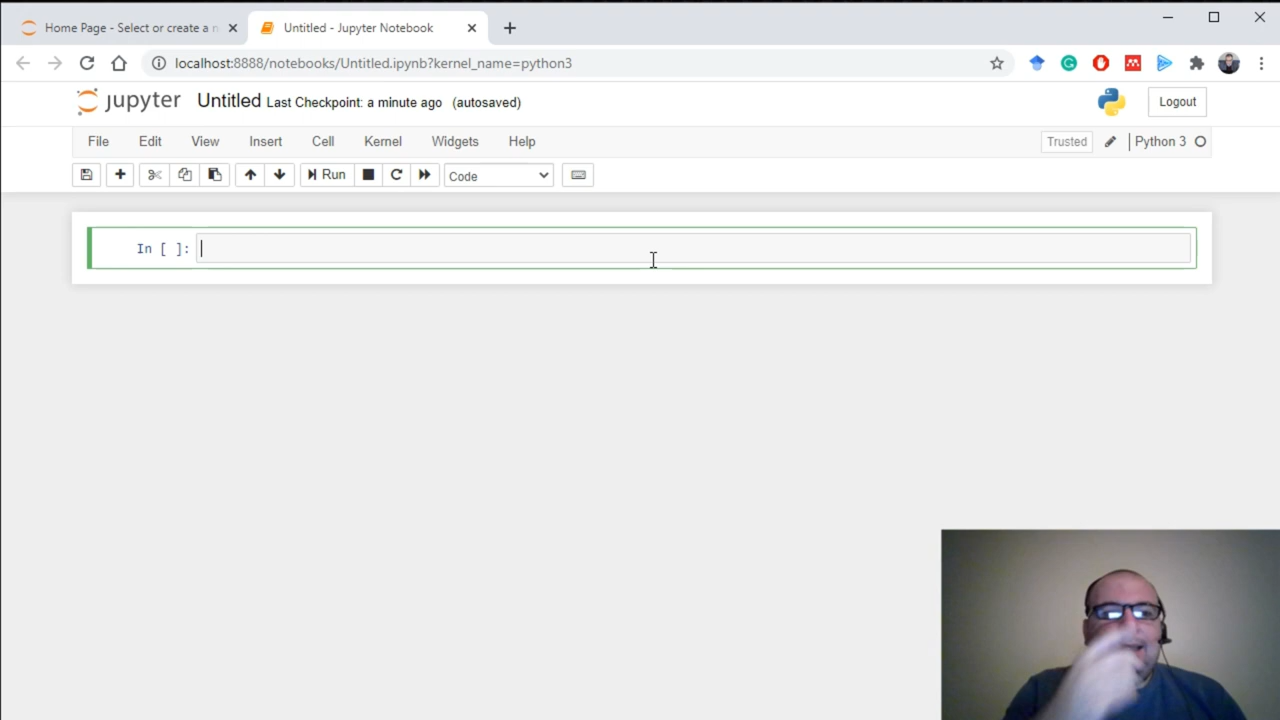 Home Page - Select or create a n
Untitled - Jupyter Notebook
localhost:8888/notebooks/Untitled.ipynb?kernel_name=python3
jupyter Untitled Last Checkpoint: a minute ago (autosaved)
Logout
File Edit View Insert Cell Kernel Widgets Help
Trusted
Python 3
Run
Code
In [ ]: